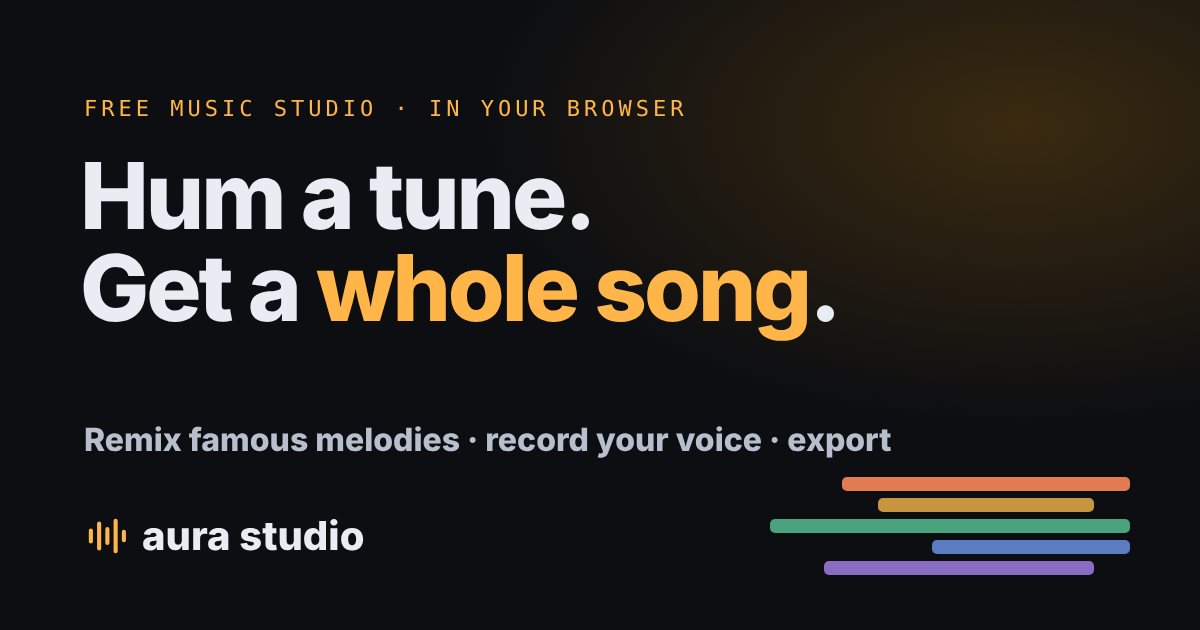 FREE MUSIC STUDIO · IN YOUR BROWSER
Hum a tune.
Get a whole song.
Remix famous melodies · record your voice · export
aura studio